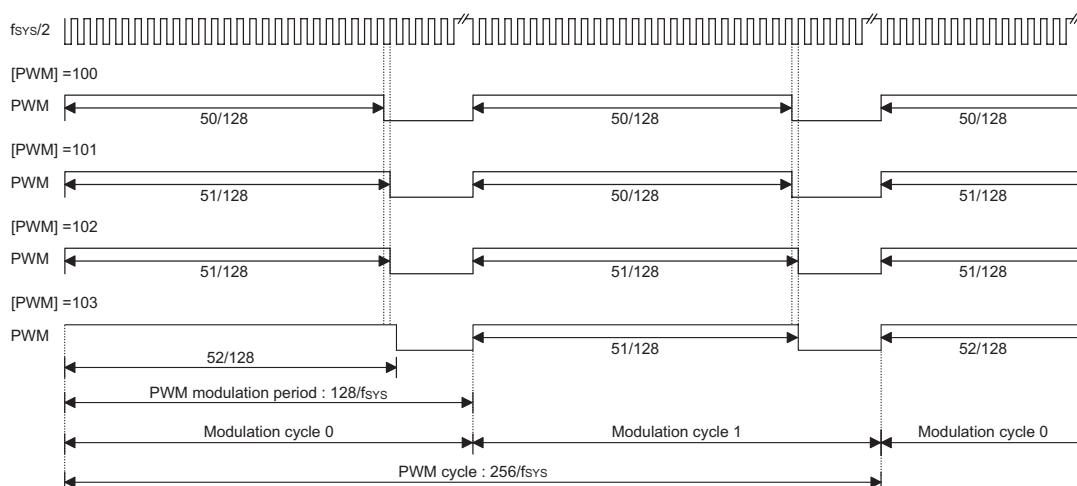 fSYS/2
[PWM] =100
PWM
50/128 50/128 50/128
[PWM] =101
PWM
51/128 50/128 51/128
[PWM] =102
PWM
51/128 51/128 51/128
[PWM] =103
PWM
52/128 51/128 52/128
PWM modulation period : 128/fSYS
Modulation cycle 0 Modulation cycle 1 Modulation cycle 0
PWM cycle : 256/fSYS